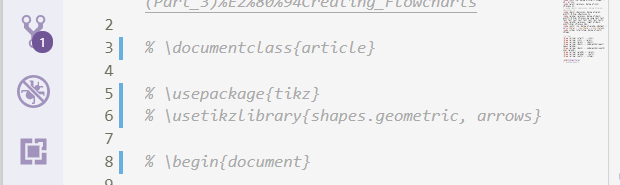 (Part_3)%E2%80%94Creating_Flowcharts
2
3 % \documentclass{article}
4
5 % \usepackage{tikz}
6 % \usetikzlibrary{shapes.geometric, arrows}
7
8 % \begin{document}
9
1